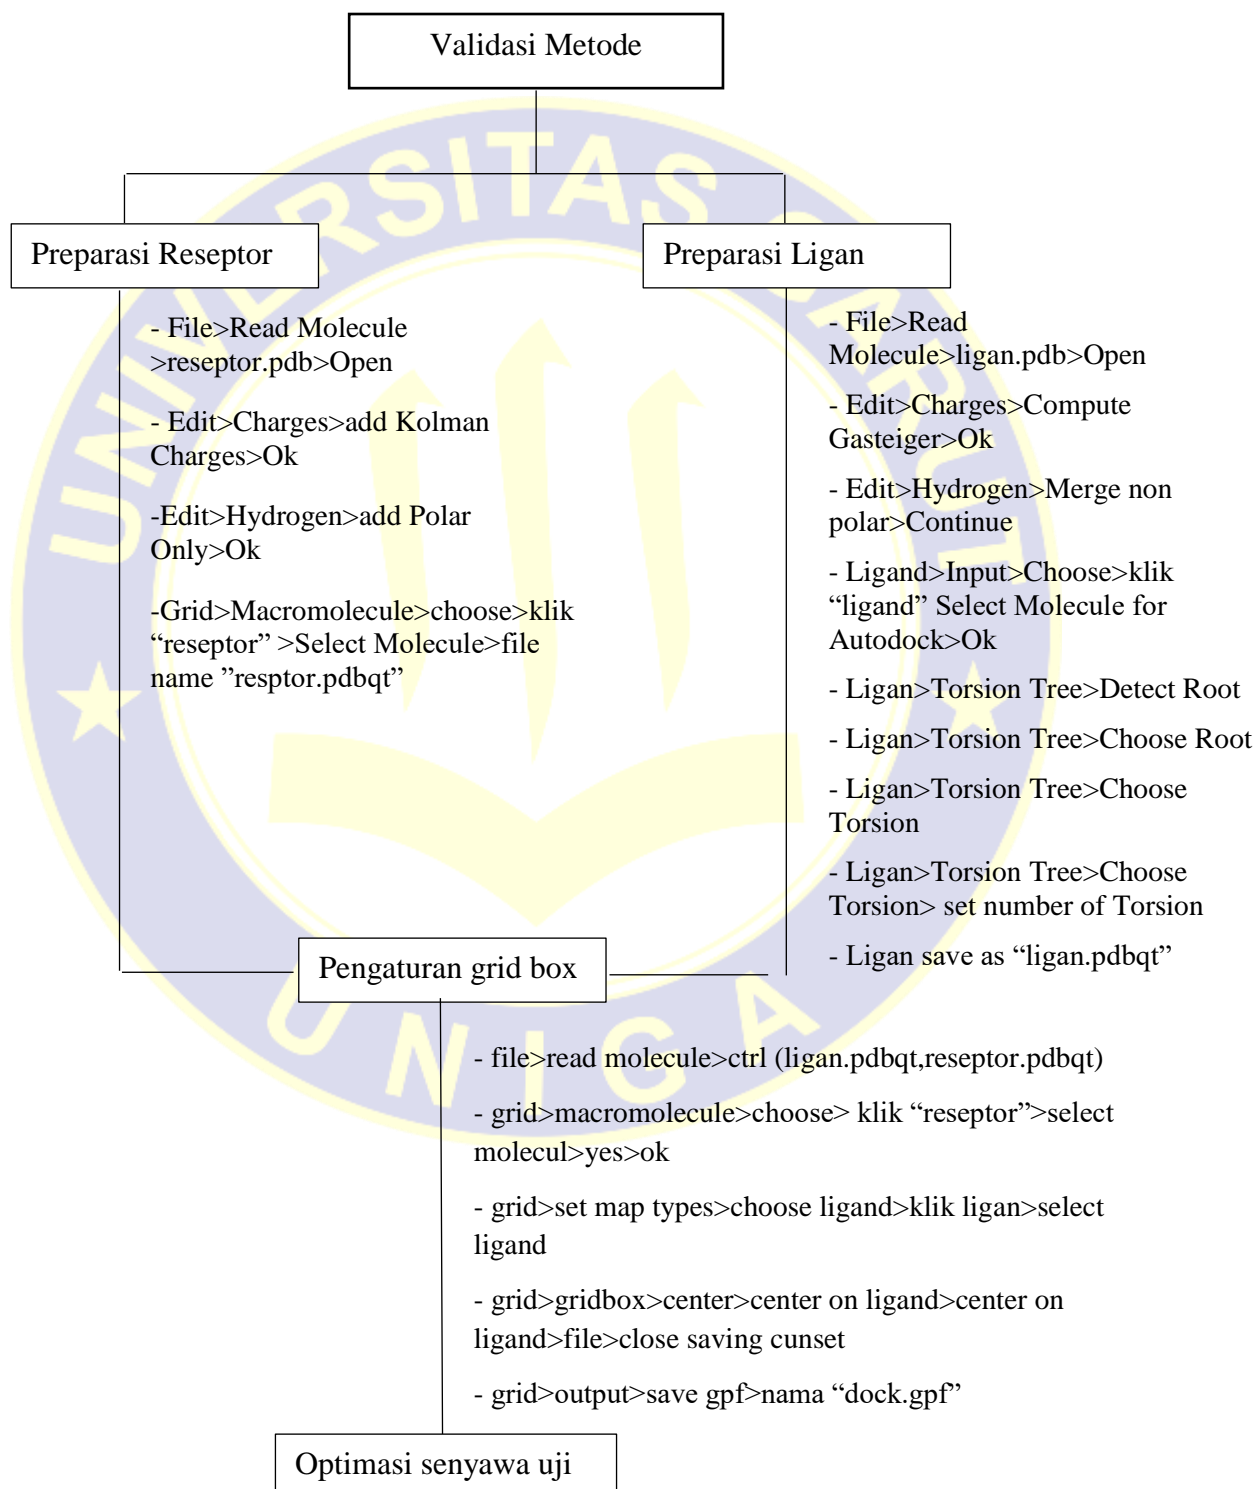 Validasi Metode
UNIVERSITAS GARUT
Preparasi Reseptor
- File>Read Molecule
>reseptor.pdb>Open
- Edit>Charges>add Kolman
Charges>Ok
-Edit>Hydrogen>add Polar
Only>Ok
-Grid>Macromolecule>choose>klik
“reseptor” >Select Molecule>file
name ”resptor.pdbqt”
Preparasi Ligan
- File>Read
Molecule>ligan.pdb>Open
- Edit>Charges>Compute
Gasteiger>Ok
- Edit>Hydrogen>Merge non
polar>Continue
- Ligand>Input>Choose>klik
“ligand” Select Molecule for
Autodock>Ok
- Ligan>Torsion Tree>Detect Root
- Ligan>Torsion Tree>Choose Root
- Ligan>Torsion Tree>Choose
Torsion
- Ligan>Torsion Tree>Choose
Torsion> set number of Torsion
- Ligan save as “ligan.pdbqt”
Pengaturan grid box
UNIGA
- file>read molecule>ctrl (ligan.pdbqt,reseptor.pdbqt)
- grid>macromolecule>choose> klik “reseptor”>select
molecul>yes>ok
- grid>set map types>choose ligand>klik ligan>select
ligand
- grid>gridbox>center>center on ligand>center on
ligand>file>close saving cunset
- grid>output>save gpf>nama “dock.gpf”
Optimasi senyawa uji